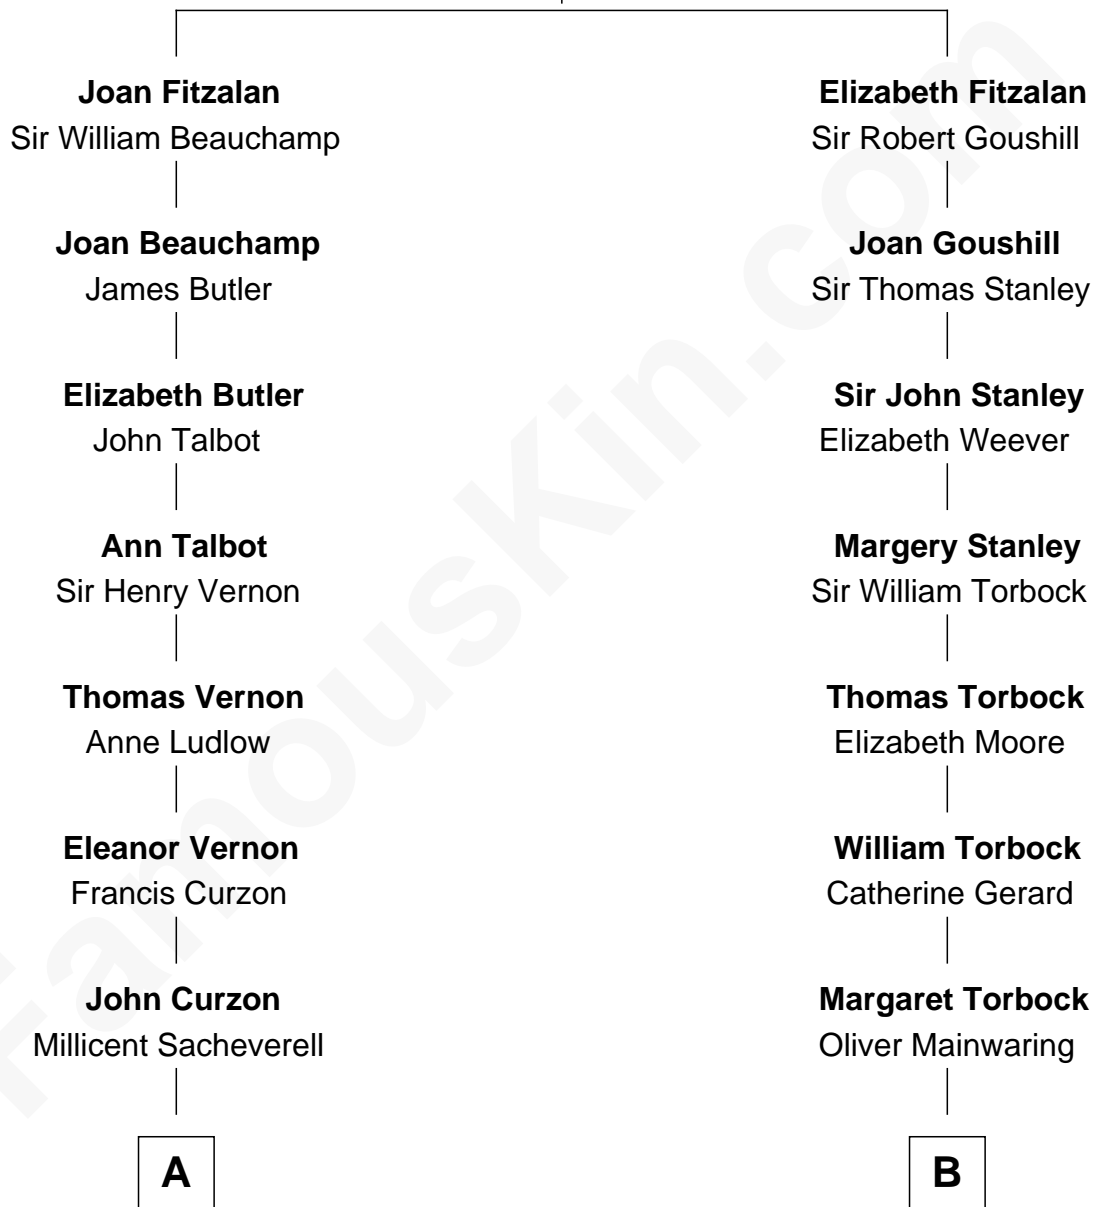 Joan Fitzalan
Sir William Beauchamp
Elizabeth Fitzalan
Sir Robert Goushill
Joan Beauchamp
James Butler
Joan Goushill
Sir Thomas Stanley
Elizabeth Butler
John Talbot
Sir John Stanley
Elizabeth Weever
Ann Talbot
Sir Henry Vernon
Margery Stanley
Sir William Torbock
Thomas Vernon
Anne Ludlow
Thomas Torbock
Elizabeth Moore
Eleanor Vernon
Francis Curzon
William Torbock
Catherine Gerard
John Curzon
Millicent Sacheverell
Margaret Torbock
Oliver Mainwaring
A
B
FamousKin.com